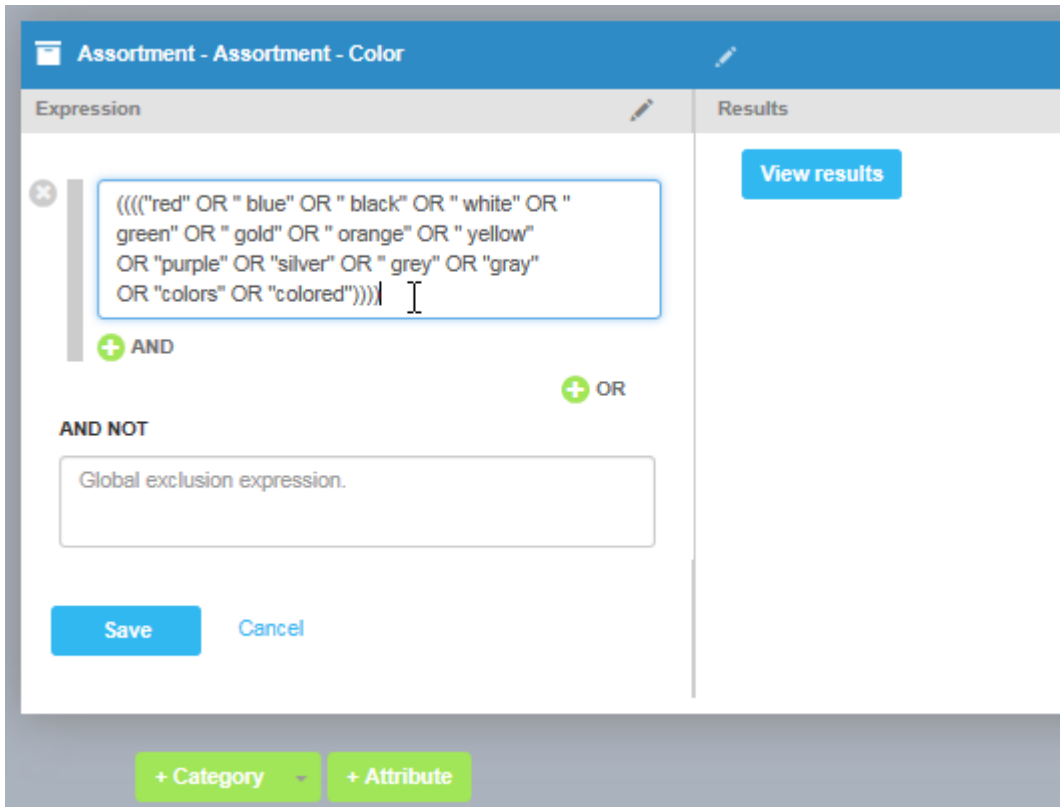 Assortment - Assortment - Color
Expression
Results
View results
(((("red" OR " blue" OR " black" OR " white" OR "
green" OR " gold" OR " orange" OR " yellow"
OR "purple" OR "silver" OR " grey" OR "gray"
OR "colors" OR "colored"))))
AND
OR
AND NOT
Global exclusion expression.
Save Cancel
+ Category + Attribute